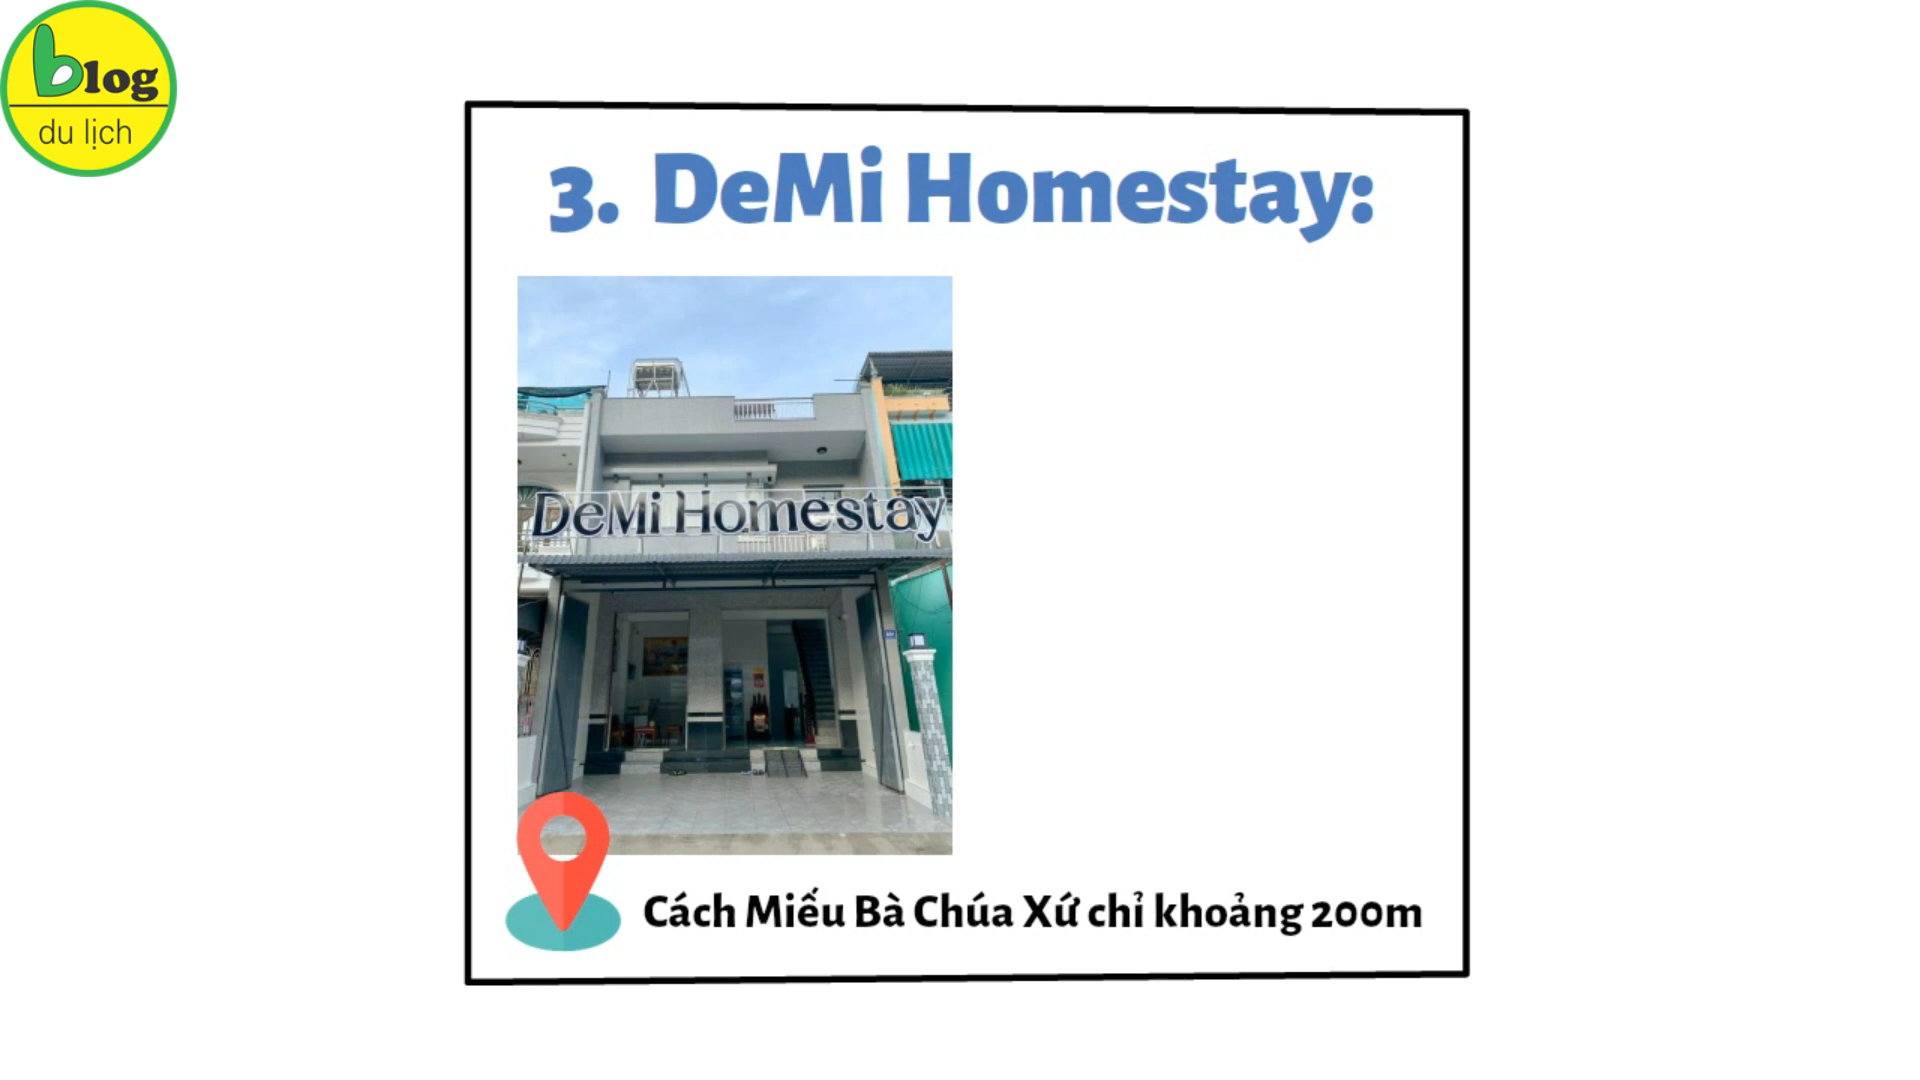 blog
du lịch
3. DeMi Homestay:
DeMi Homestay
Cách Miếu Bà Chúa Xứ chỉ khoảng 200m